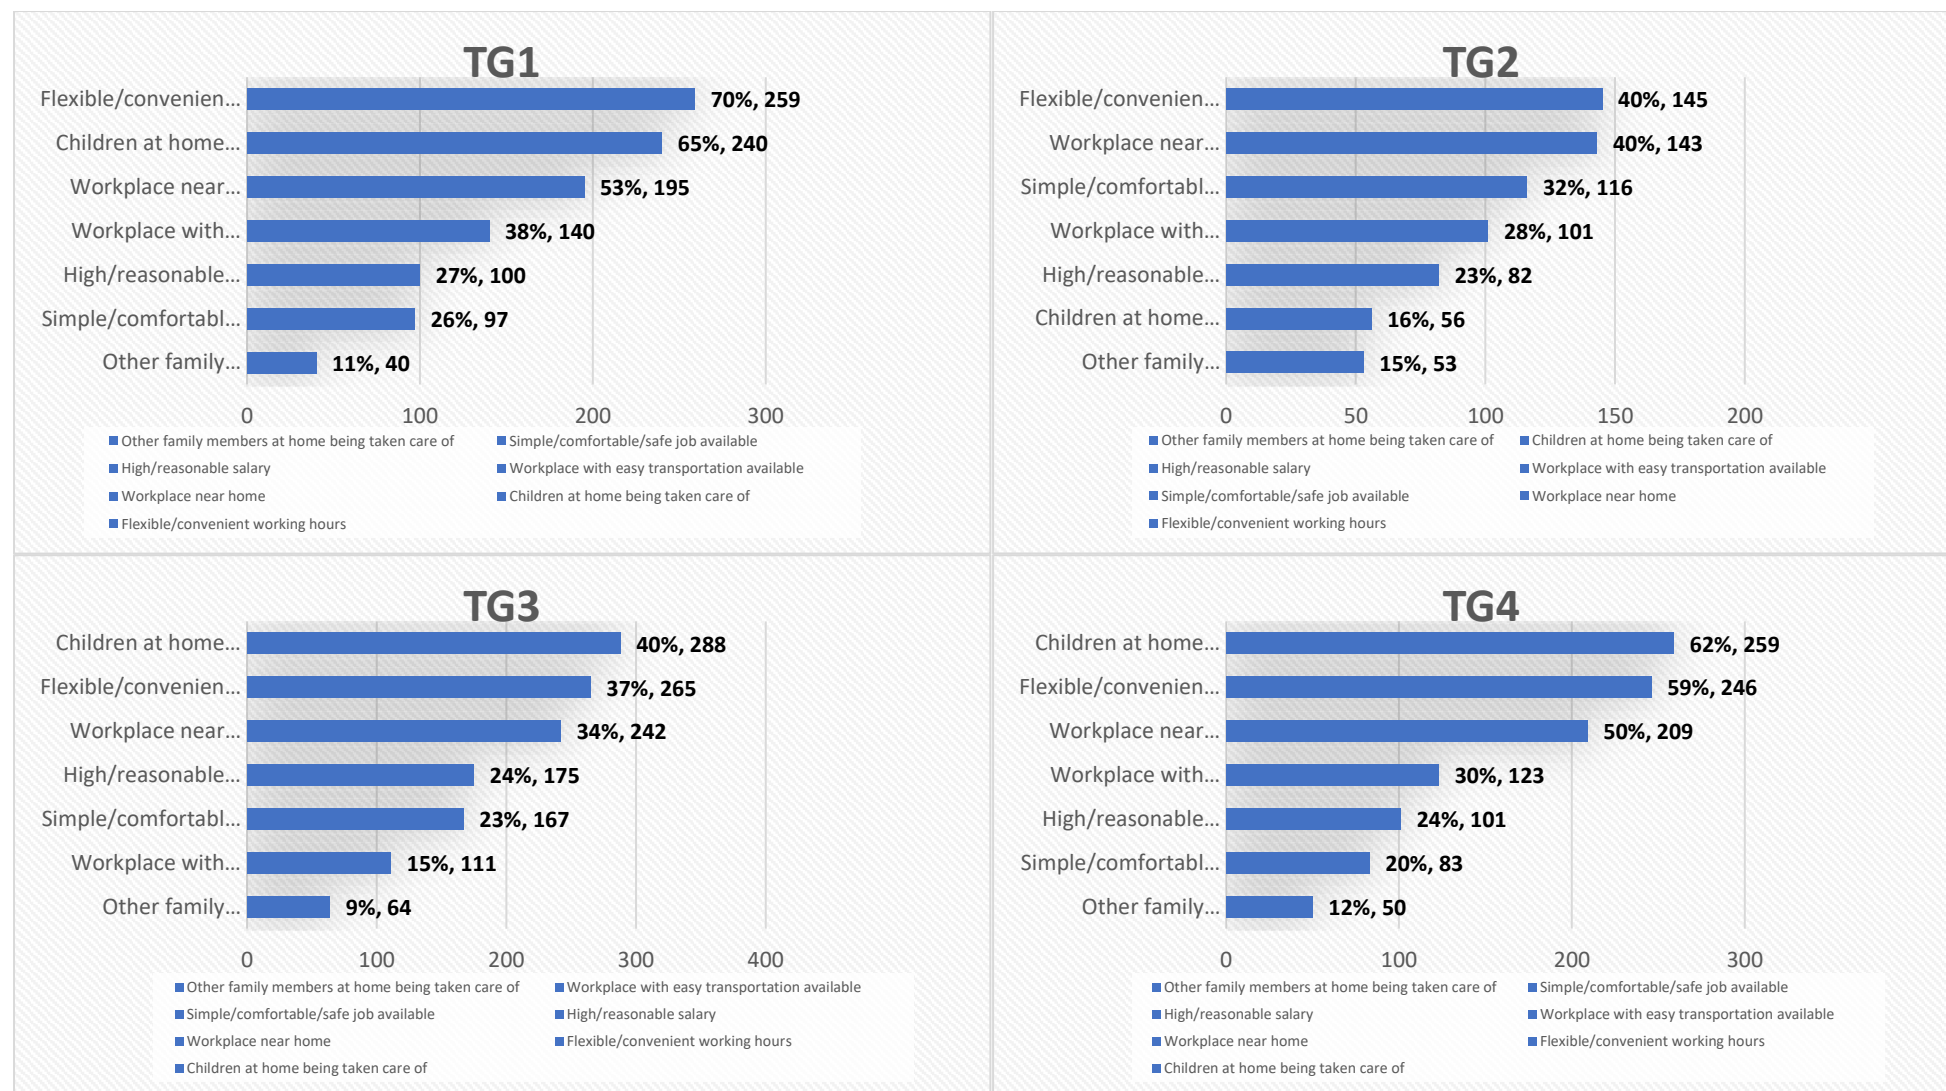 TG1
Flexible/convenien... 70%, 259
Children at home... 65%, 240
Workplace near... 53%, 195
Workplace with... 38%, 140
High/reasonable... 27%, 100
Simple/comfortabl... 26%, 97
Other family... 11%, 40
0 100 200 300
Other family members at home being taken care of Simple/comfortable/safe job available
High/reasonable salary Workplace with easy transportation available
Workplace near home Children at home being taken care of
Flexible/convenient working hours
TG2
Flexible/convenien... 40%, 145
Workplace near... 40%, 143
Simple/comfortabl... 32%, 116
Workplace with... 28%, 101
High/reasonable... 23%, 82
Children at home... 16%, 56
Other family... 15%, 53
0 50 100 150 200
Other family members at home being taken care of Children at home being taken care of
High/reasonable salary Workplace with easy transportation available
Simple/comfortable/safe job available Workplace near home
Flexible/convenient working hours
TG3
Children at home... 40%, 288
Flexible/convenien... 37%, 265
Workplace near... 34%, 242
High/reasonable... 24%, 175
Simple/comfortabl... 23%, 167
Workplace with... 15%, 111
Other family... 9%, 64
0 100 200 300 400
Other family members at home being taken care of Workplace with easy transportation available
Simple/comfortable/safe job available High/reasonable salary
Workplace near home Flexible/convenient working hours
Children at home being taken care of
TG4
Children at home... 62%, 259
Flexible/convenien... 59%, 246
Workplace near... 50%, 209
Workplace with... 30%, 123
High/reasonable... 24%, 101
Simple/comfortabl... 20%, 83
Other family... 12%, 50
0 100 200 300
Other family members at home being taken care of Simple/comfortable/safe job available
High/reasonable salary Workplace with easy transportation available
Workplace near home Flexible/convenient working hours
Children at home being taken care of